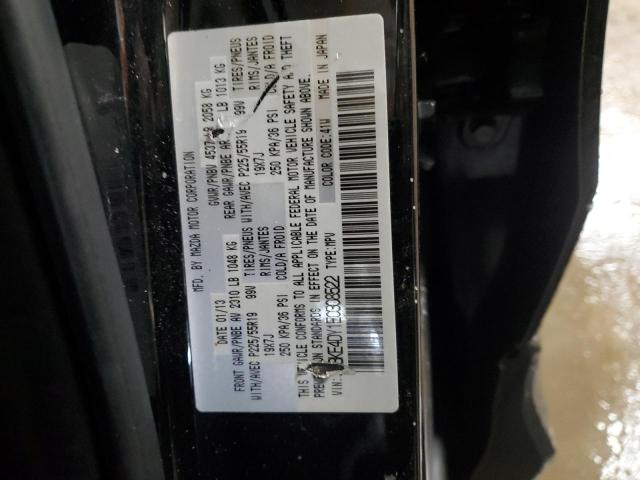 MFD. BY MAZDA MOTOR CORPORATION
DATE 01/13 GVWR/PNBV 4537 LB 2058 KG
FRONT GAWR/PNBE AV 2310 LB 1048 KG REAR GAWR/PNBE AR LB 1013 KG
WITH/AVEC P225/55R19 99V TIRES/PNEUS WITH/AVEC P225/55R19 99V TIRES/PNEUS
19X7J RIMS/JANTES 19X7J RIMS/JANTES
250 KPA/36 PSI COLD/A FROID 250 KPA/36 PSI COLD/A FROID
THIS VEHICLE CONFORMS TO ALL APPLICABLE FEDERAL MOTOR VEHICLE SAFETY THEFT
STANDARDS IN EFFECT ON THE DATE OF MANUFACTURE SHOWN ABOVE.
VIN: TYPE:MPV COLOR CODE:41W MADE IN JAPAN